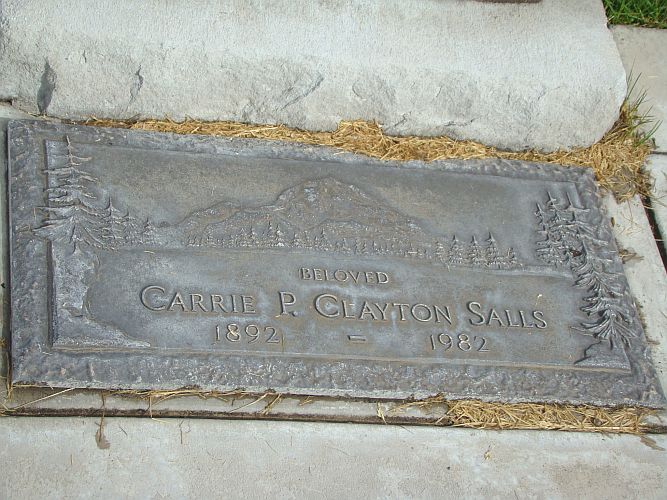 BELOVED
CARRIE P. CLAYTON SALLS
1892 – 1982